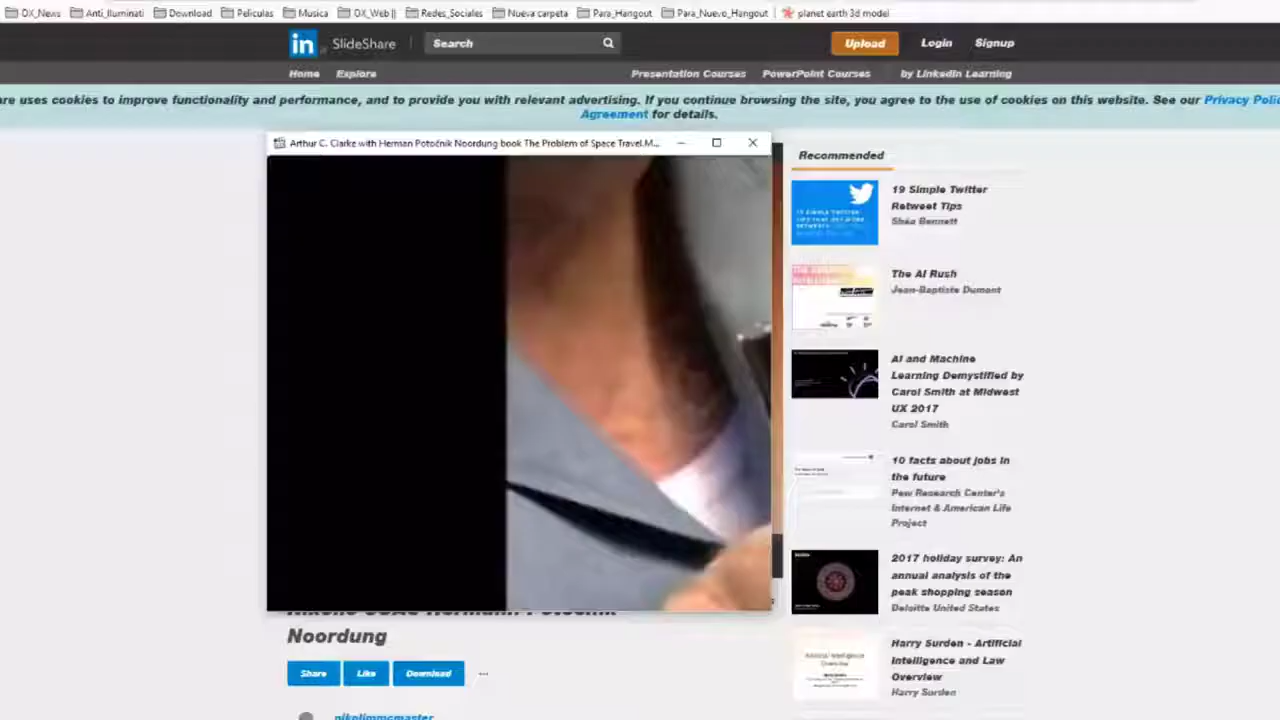 OX_News Anti_Iluminati Download Peliculas Musica OX_Web || Redes_Sociales Nueva carpeta Para_Hangout Para_Nuevo_Hangout planet earth 3d model
in SlideShare Search Upload Login Signup
Home Explore Presentation Courses PowerPoint Courses by LinkedIn Learning
are uses cookies to improve functionality and performance, and to provide you with relevant advertising. If you continue browsing the site, you agree to the use of cookies on this website. See our Privacy Poli
Agreement for details.
Arthur C. Clarke with Herman Potočnik Noordung book The Problem of Space Travel.M...
Noordung
Share Like Download ...
nikolimmcmaster
Recommended
19 Simple Twitter
Retweet Tips
Shéa Bennett
The AI Rush
Jean-Baptiste Dumont
AI and Machine
Learning Demystified by
Carol Smith at Midwest
UX 2017
Carol Smith
10 facts about jobs in
the future
Pew Research Center's
Internet & American Life
Project
2017 holiday survey: An
annual analysis of the
peak shopping season
Deloitte United States
Harry Surden - Artificial
Intelligence and Law
Overview
Harry Surden